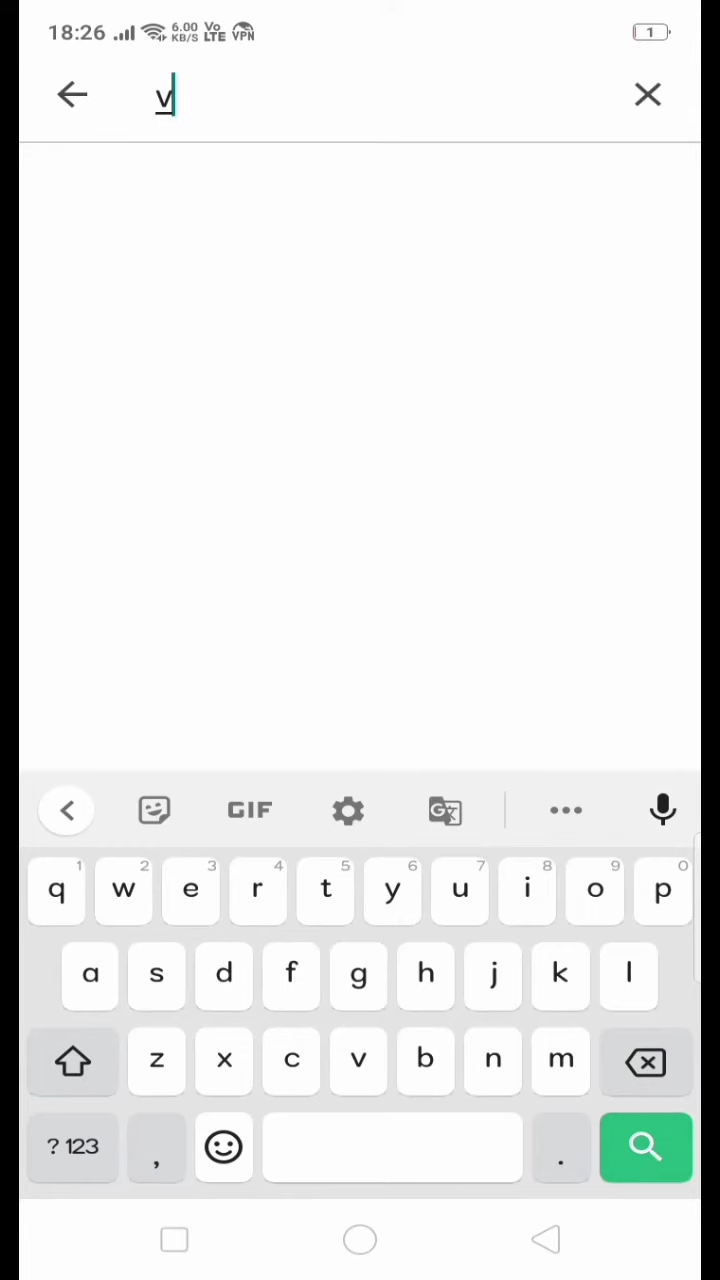 18:26 6.00 KB/S Vo LTE VPN 1
v
GIF G
1 2 3 4 5 6 7 8 9 0
q w e r t y u i o p
a s d f g h j k l
z x c v b n m
?123 , .